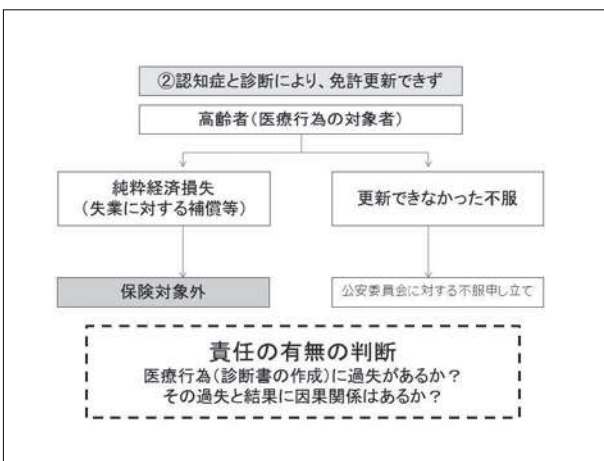 ②認知症と診断により、免許更新できず
高齢者(医療行為の対象者)
純粋経済損失
(失業に対する補償等)
更新できなかった不服
保険対象外
公安委員会に対する不服申し立て
責任の有無の判断
医療行為(診断書の作成)に過失があるか?
その過失と結果に因果関係はあるか?